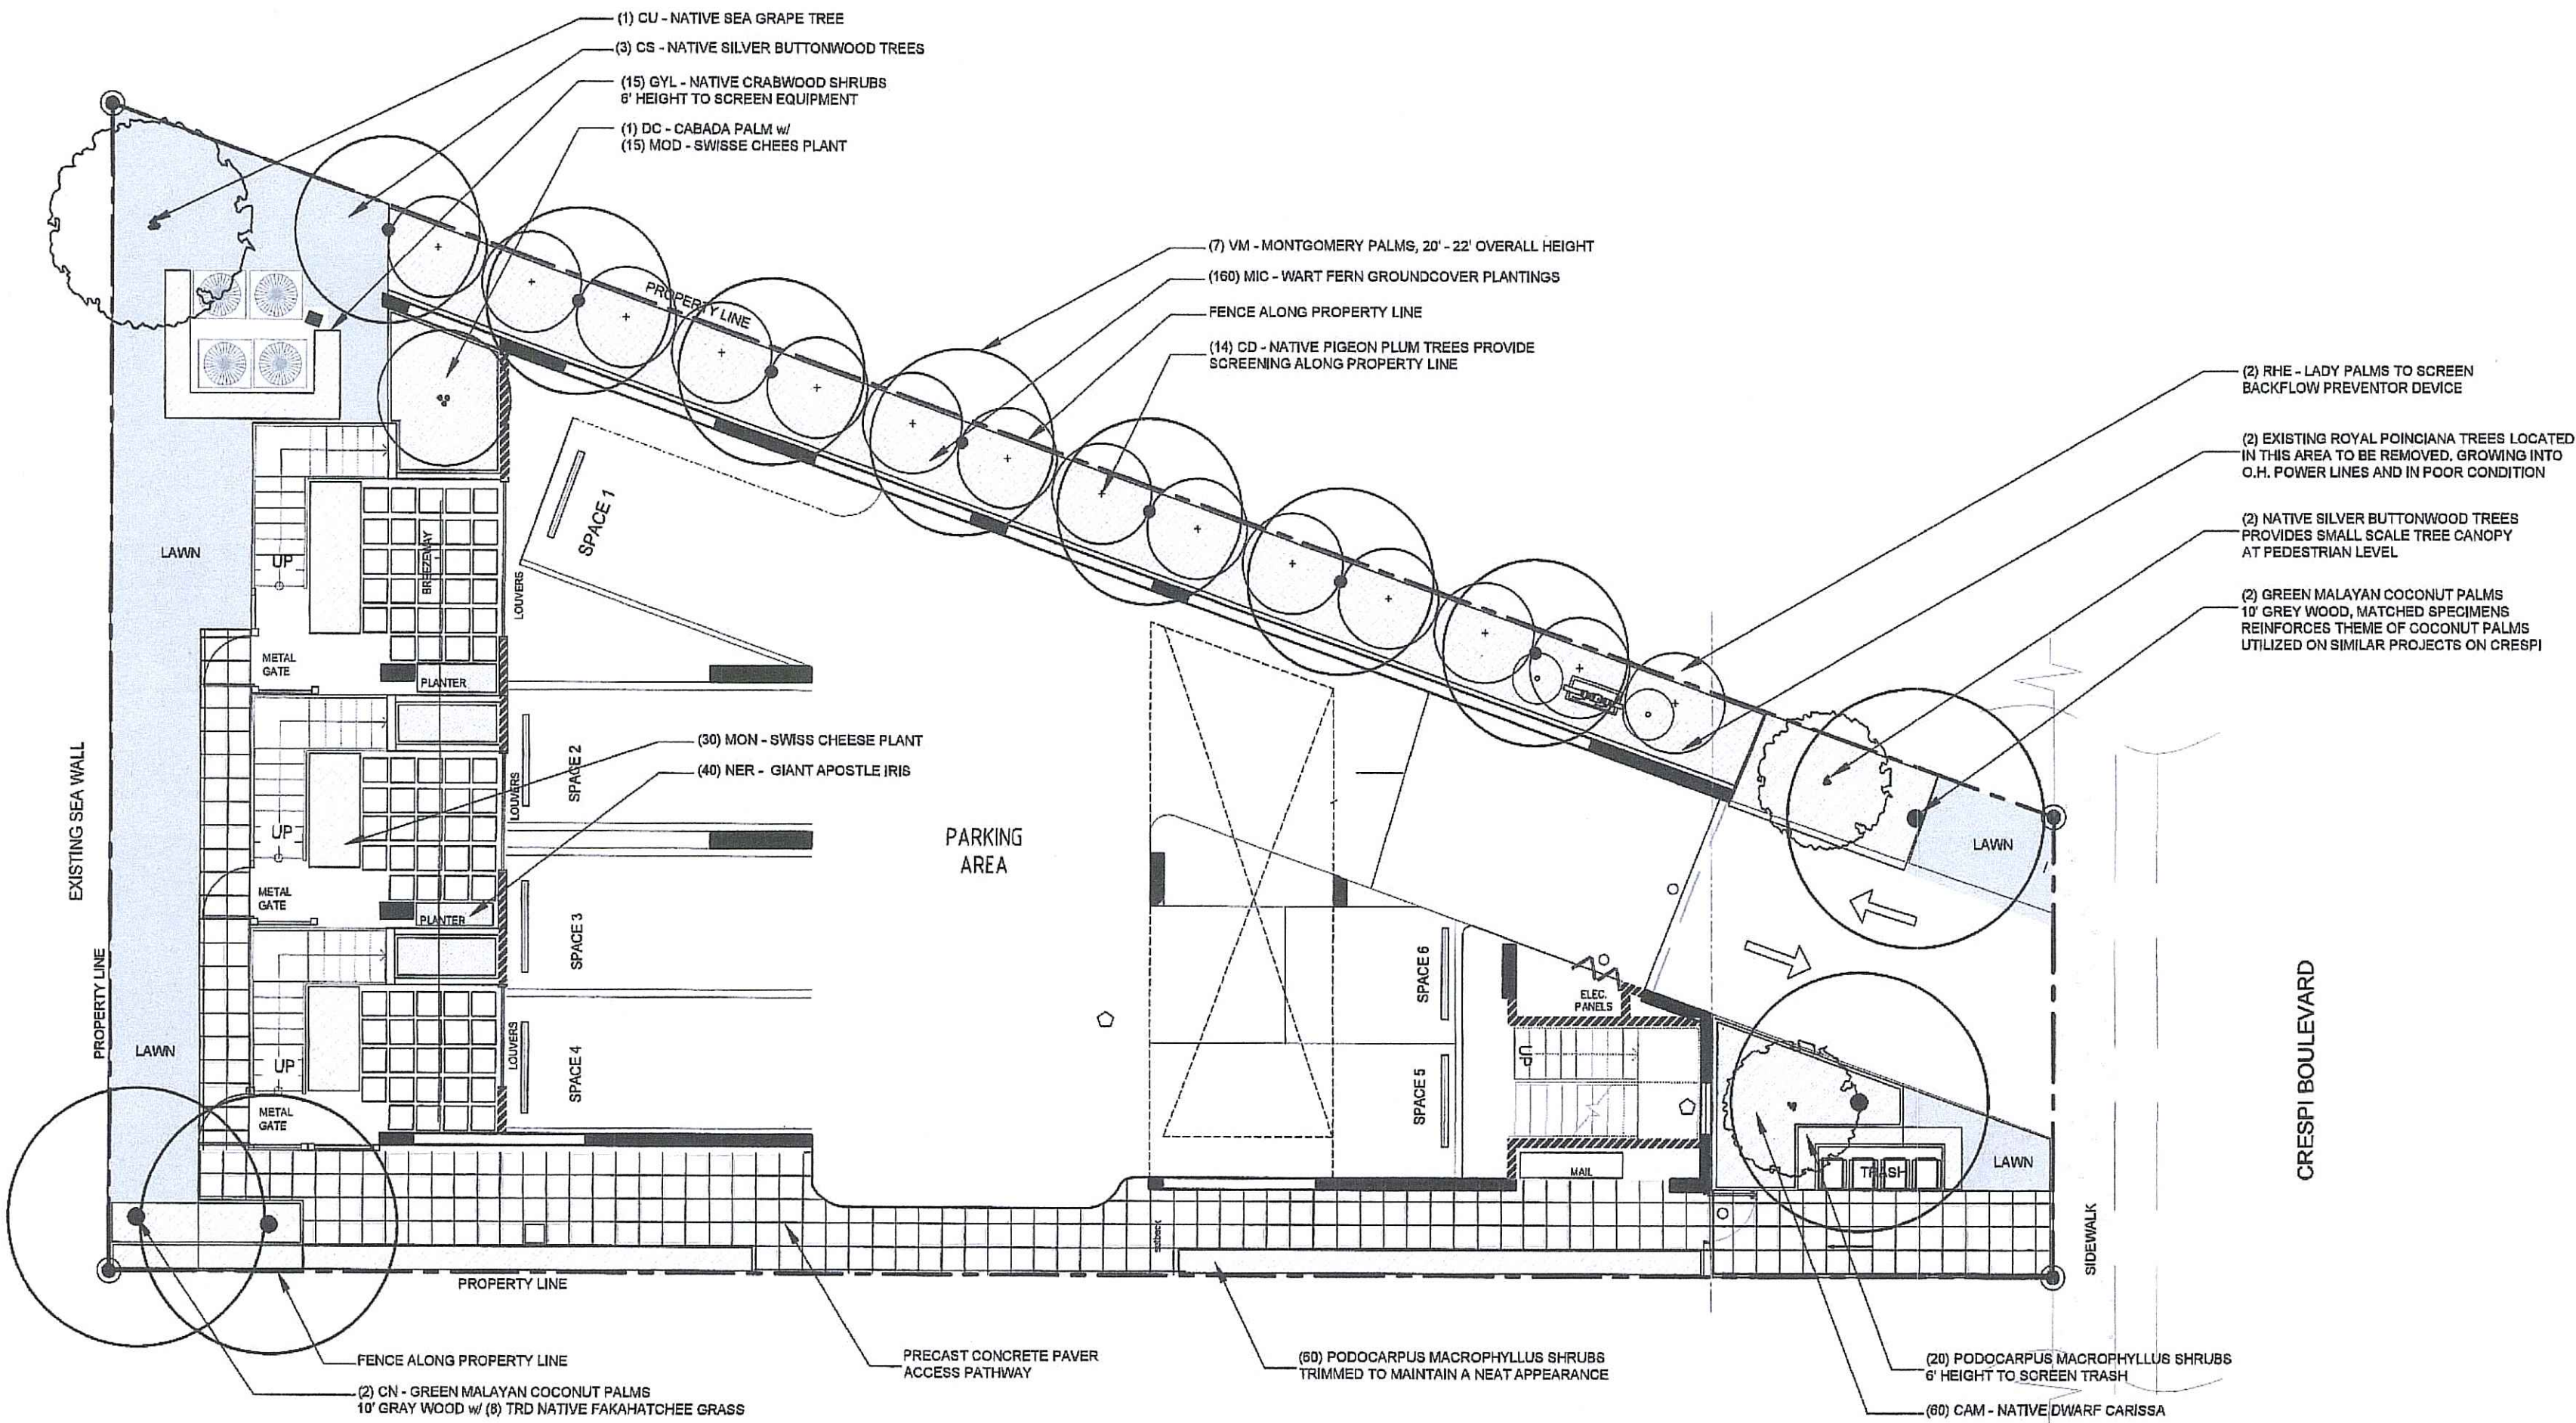 (1) CU - NATIVE SEA GRAPE TREE
(3) CS - NATIVE SILVER BUTTONWOOD TREES
(15) GYL - NATIVE CRABWOOD SHRUBS
6' HEIGHT TO SCREEN EQUIPMENT
(1) DC - CABADA PALM w/
(15) MOD - SWISSE CHEES PLANT
(7) VM - MONTGOMERY PALMS, 20' - 22' OVERALL HEIGHT
(160) MIC - WART FERN GROUNDCOVER PLANTINGS
FENCE ALONG PROPERTY LINE
(14) CD - NATIVE PIGEON PLUM TREES PROVIDE
SCREENING ALONG PROPERTY LINE
(2) RHE - LADY PALMS TO SCREEN
BACKFLOW PREVENTOR DEVICE
(2) EXISTING ROYAL POINCIANA TREES LOCATED
IN THIS AREA TO BE REMOVED. GROWING INTO
O.H. POWER LINES AND IN POOR CONDITION
(2) NATIVE SILVER BUTTONWOOD TREES
PROVIDES SMALL SCALE TREE CANOPY
AT PEDESTRIAN LEVEL
(2) GREEN MALAYAN COCONUT PALMS
10' GREY WOOD, MATCHED SPECIMENS
REINFORCES THEME OF COCONUT PALMS
UTILIZED ON SIMILAR PROJECTS ON CRESPI
PROPERTY LINE
SPACE 1
LAWN
UP
BREEZEWAY
LOUVERS
METAL
GATE
PLANTER
(30) MON - SWISS CHEESE PLANT
(40) NER - GIANT APOSTLE IRIS
SPACE 2
LOUVERS
UP
EXISTING SEA WALL
PARKING
AREA
LAWN
METAL
GATE
PLANTER
SPACE 3
SPACE 6
ELEC.
PANELS
PROPERTY LINE
LAWN
UP
LOUVERS
SPACE 4
UP
SPACE 5
METAL
GATE
MAIL
TRASH
LAWN
CRESPI BOULEVARD
SIDEWALK
setback
PROPERTY LINE
FENCE ALONG PROPERTY LINE
(2) CN - GREEN MALAYAN COCONUT PALMS
10' GRAY WOOD w/ (8) TRD NATIVE FAKAHATCHEE GRASS
PRECAST CONCRETE PAVER
ACCESS PATHWAY
(60) PODOCARPUS MACROPHYLLUS SHRUBS
TRIMMED TO MAINTAIN A NEAT APPEARANCE
(20) PODOCARPUS MACROPHYLLUS SHRUBS
6' HEIGHT TO SCREEN TRASH
(60) CAM - NATIVE DWARF CARISSA